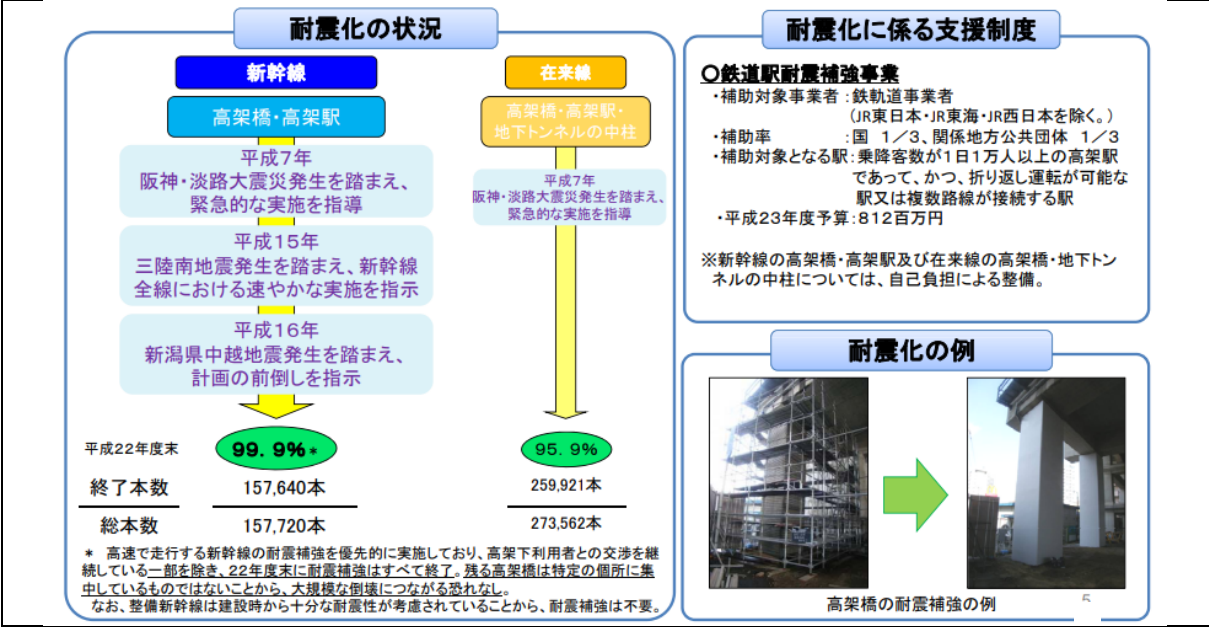 耐震化の状況
新幹線
高架橋・高架駅
平成7年
阪神・淡路大震災発生を踏まえ、
緊急的な実施を指導
平成15年
三陸南地震発生を踏まえ、新幹線
全線における速やかな実施を指示
平成16年
新潟県中越地震発生を踏まえ、
計画の前倒しを指示
在来線
高架橋・高架駅・
地下トンネルの中柱
平成7年
阪神・淡路大震災発生を踏まえ、
緊急的な実施を指導
平成22年度末 99.9%* 95.9%
終了本数 157,640本 259,921本
総本数 157,720本 273,562本
* 高速で走行する新幹線の耐震補強を優先的に実施しており、高架下利用者との交渉を継
続している一部を除き、22年度末に耐震補強はすべて終了。残る高架橋は特定の個所に集
中しているものではないことから、大規模な倒壊につながる恐れなし。
なお、整備新幹線は建設時から十分な耐震性が考慮されていることから、耐震補強は不要。
耐震化に係る支援制度
○鉄道駅耐震補強事業
・補助対象事業者:鉄軌道事業者
(JR東日本・JR東海・JR西日本を除く。)
・補助率 :国 1/3、関係地方公共団体 1/3
・補助対象となる駅:乗降客数が1日1万人以上の高架駅
であって、かつ、折り返し運転が可能な
駅又は複数路線が接続する駅
・平成23年度予算:812百万円
※新幹線の高架橋・高架駅及び在来線の高架橋・地下トン
ネルの中柱については、自己負担による整備。
耐震化の例
高架橋の耐震補強の例
5